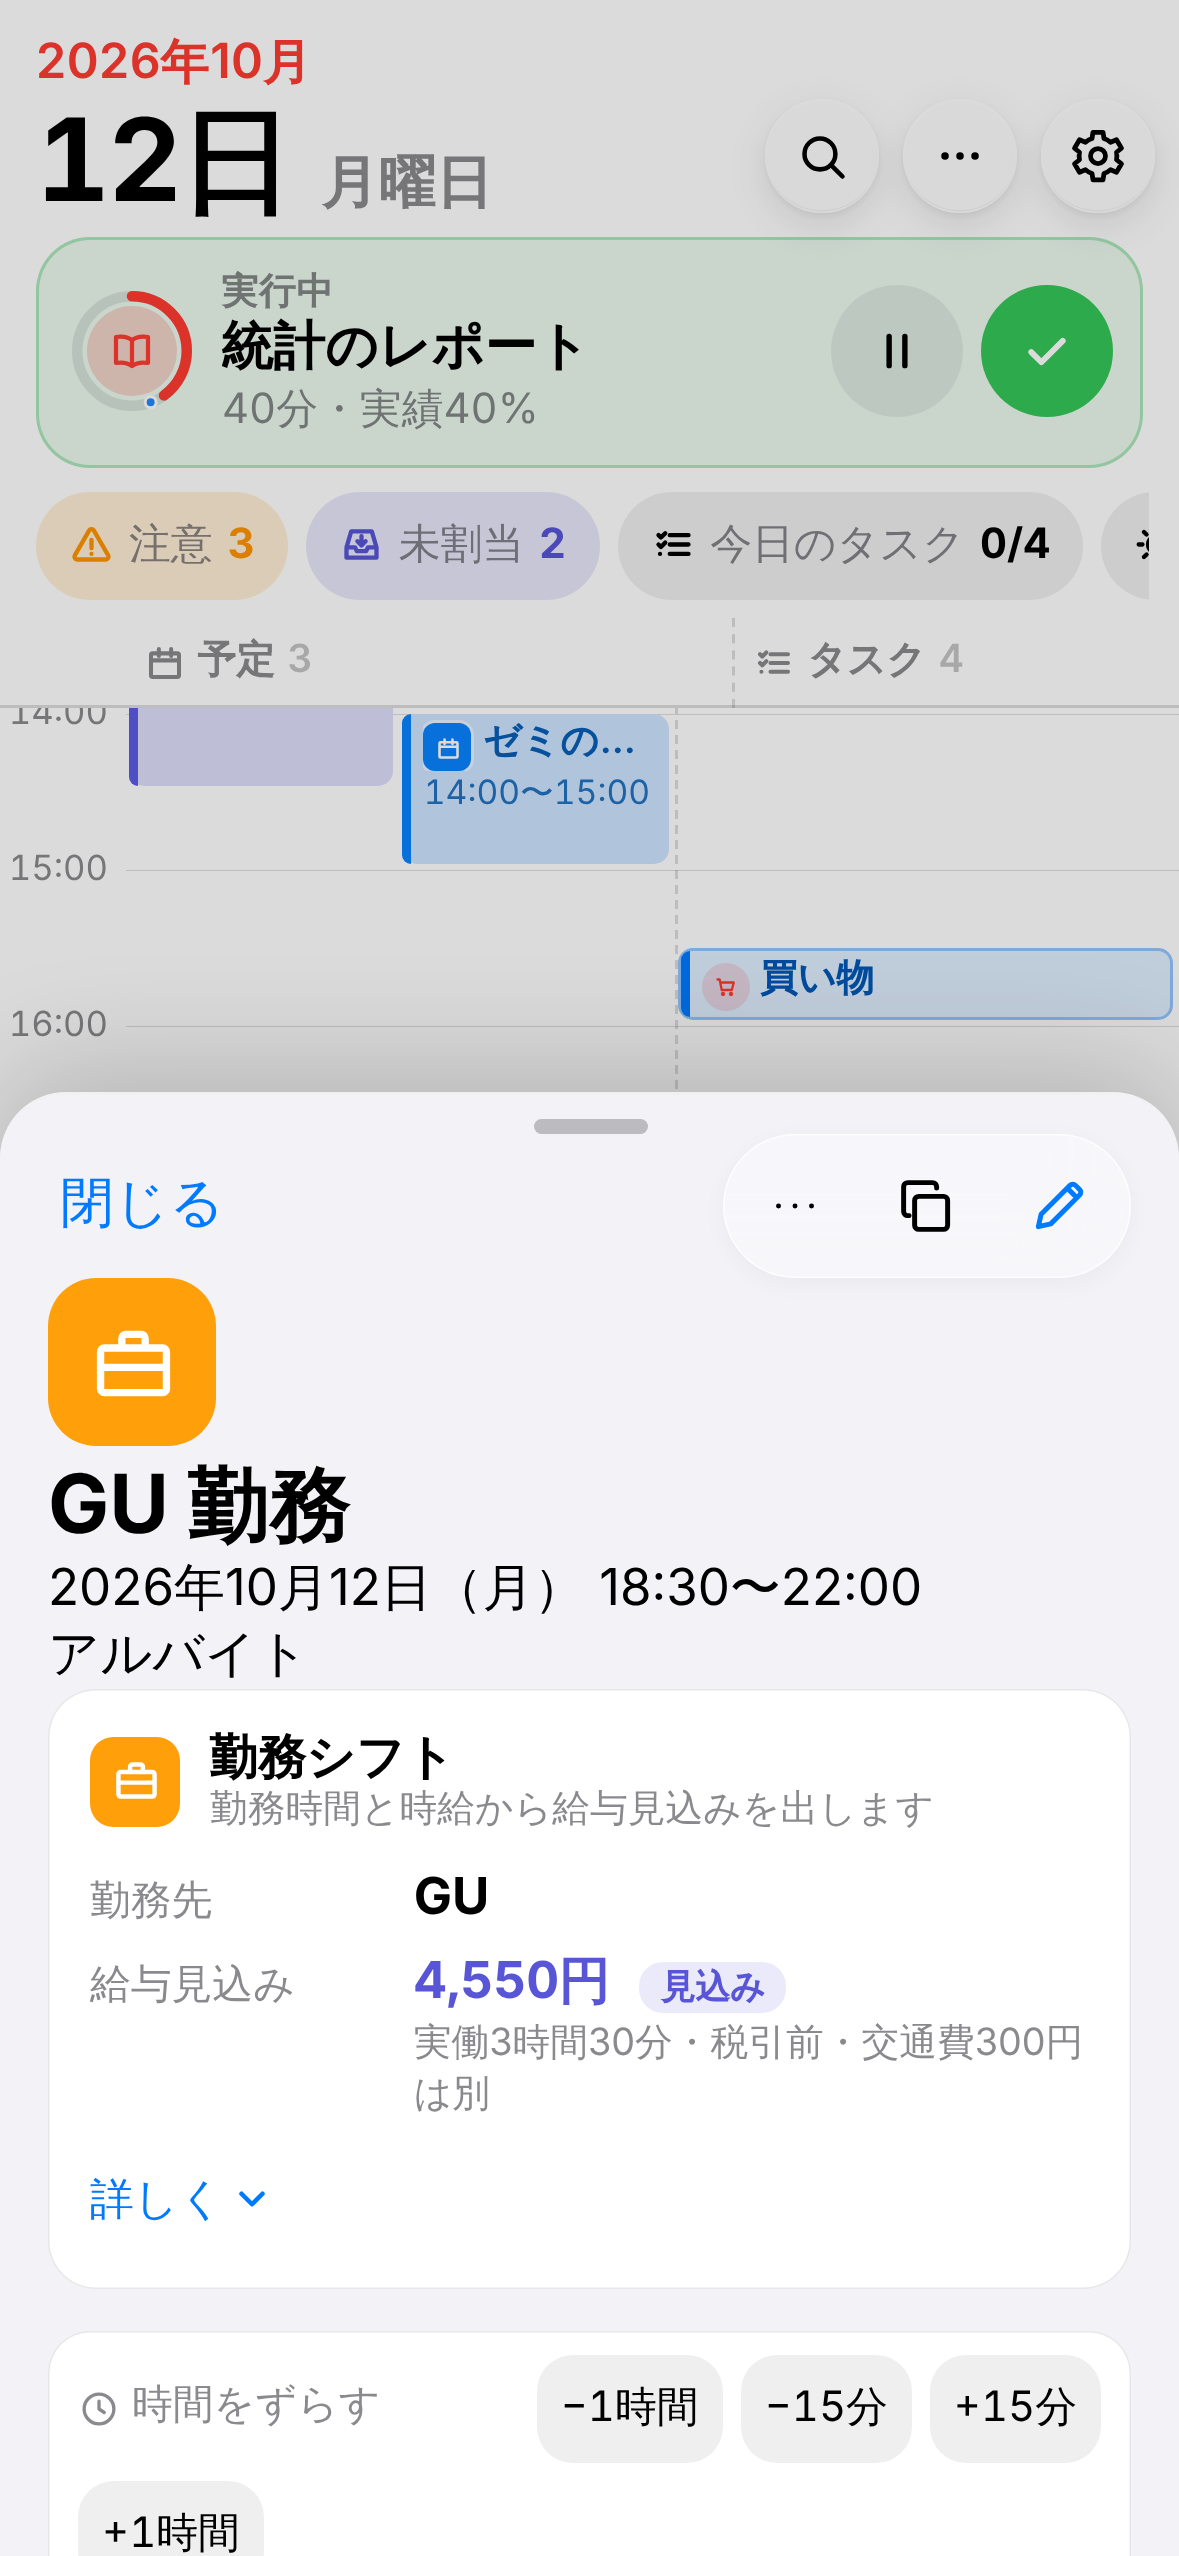 2026年10月
12日 月曜日
実行中
統計のレポート
40分・実績40%
注意 3
未割当 2
今日のタスク 0/4
予定 3
タスク 4
14:00
ゼミの…
14:00〜15:00
15:00
買い物
16:00
閉じる
GU 勤務
2026年10月12日（月） 18:30〜22:00
アルバイト
勤務シフト
勤務時間と時給から給与見込みを出します
勤務先 GU
給与見込み 4,550円 見込み
実働3時間30分・税引前・交通費300円
は別
詳しく
時間をずらす −1時間 −15分 +15分
+1時間